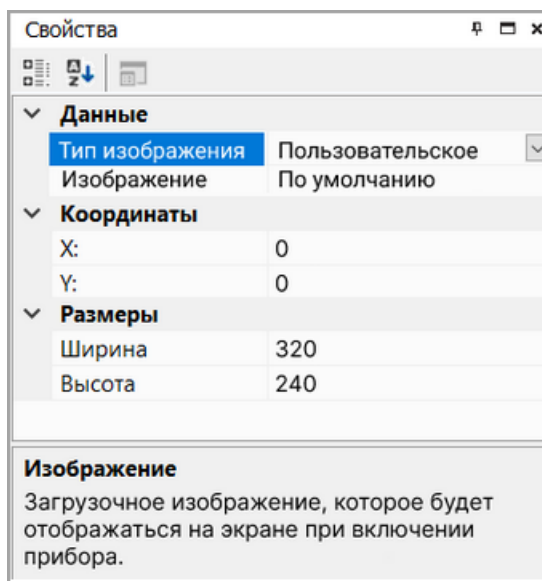 Свойства
Данные
Тип изображения Пользовательское
Изображение По умолчанию
Координаты
X: 0
Y: 0
Размеры
Ширина 320
Высота 240
Изображение
Загрузочное изображение, которое будет
отображаться на экране при включении
прибора.